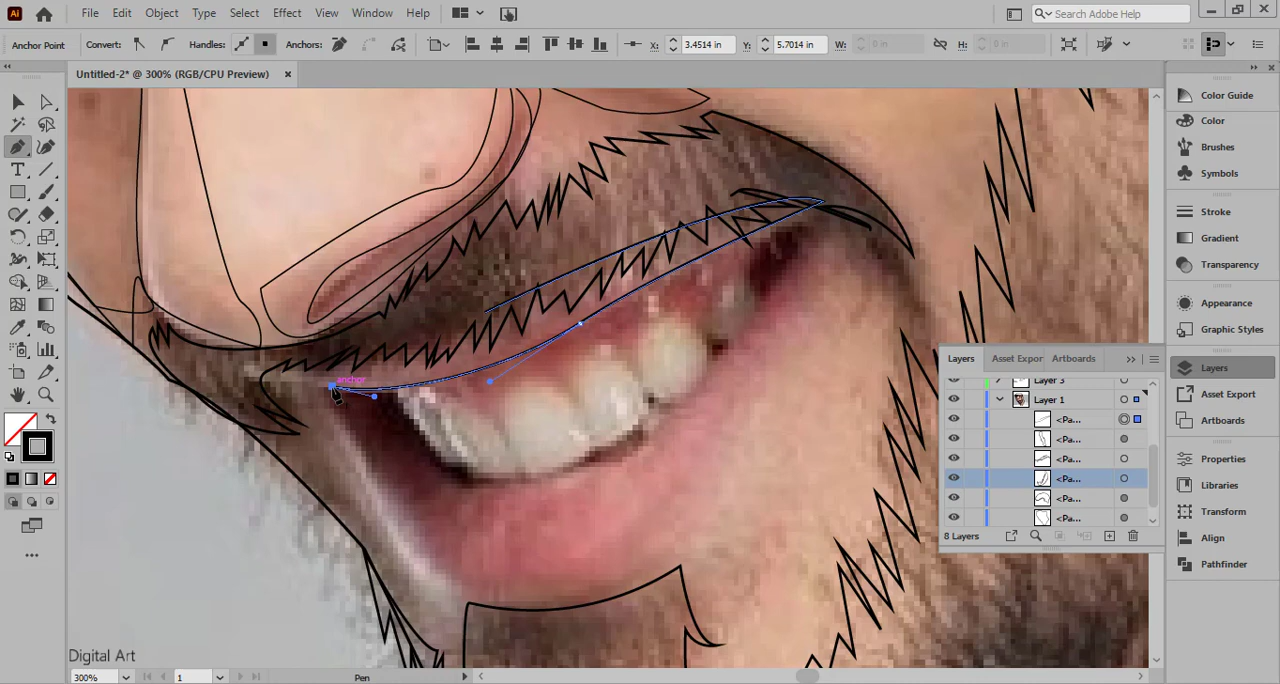 Ai File Edit Object Type Select Effect View Window Help Search Adobe Help
Anchor Point Convert: Handles: Anchors: X: 3.4514 in Y: 5.7014 in W: 0 in H: 0 in
Untitled-2* @ 300% (RGB/CPU Preview)
Color Guide
Color
Brushes
Symbols
Stroke
Gradient
Transparency
Appearance
Graphic Styles
Layers
Asset Export
Artboards
Properties
Libraries
Transform
Align
Pathfinder
anchor
Layers Asset Expor Artboards
Layer 3
Layer 1
<Pa...
<Pa...
<Pa...
<Pa...
<Pa...
<Pa...
8 Layers
Digital Art
300% 1 Pen